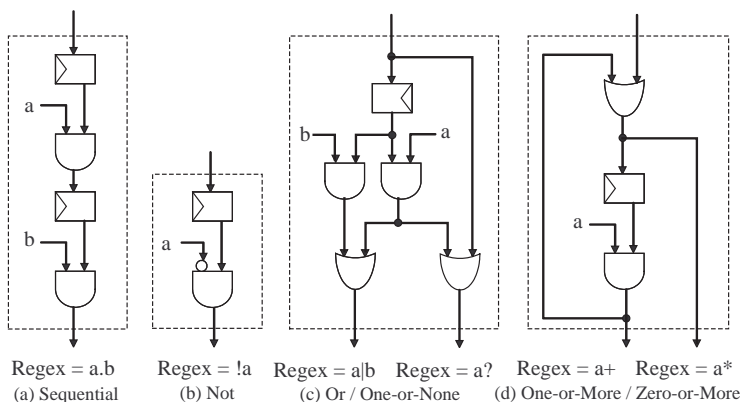 a
b
a
b
a
a
Regex = a.b
(a) Sequential
Regex = !a
(b) Not
Regex = a|b Regex = a?
(c) Or / One-or-None
Regex = a+ Regex = a*
(d) One-or-More / Zero-or-More